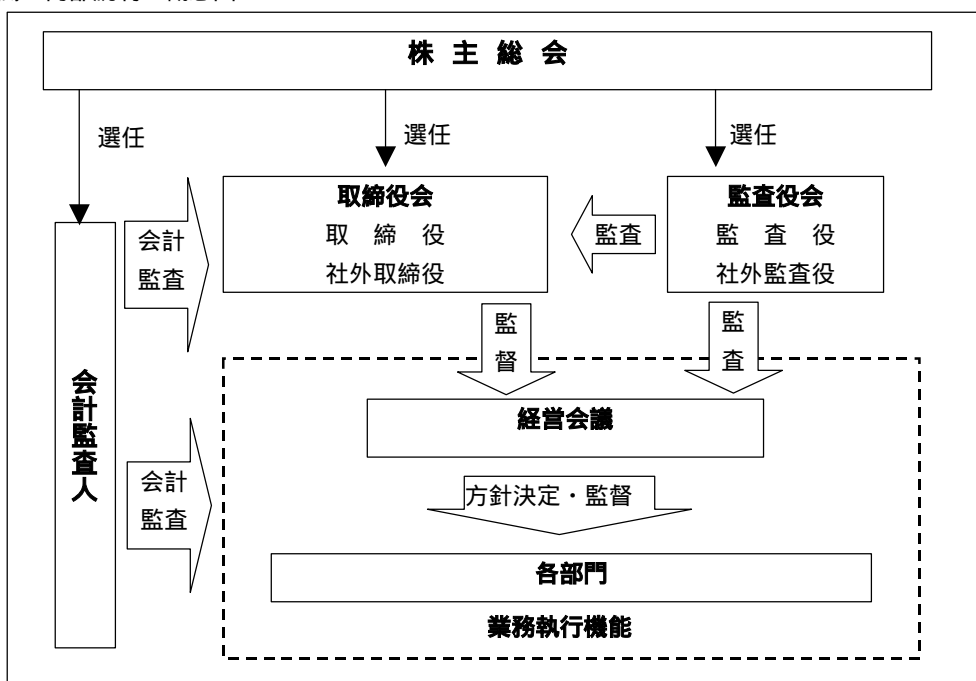 株 主 総 会
選任
選任
選任
取締役会
取 締 役
社外取締役
監査
監査役会
監 査 役
社外監査役
会計
監査
監
督
監
査
会計監査人
経営会議
会計
監査
方針決定・監督
各部門
業務執行機能